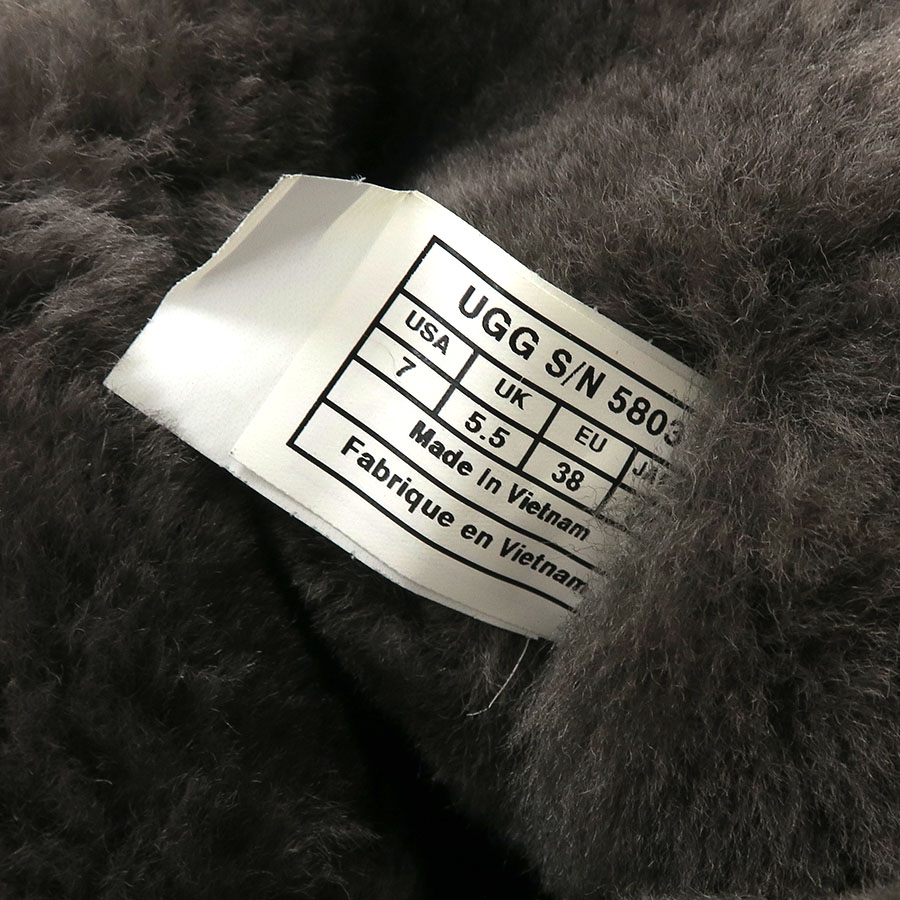 UGG S/N 5803
USA UK EU
7 5.5 38
Made In Vietnam
Fabrique en Vietnam